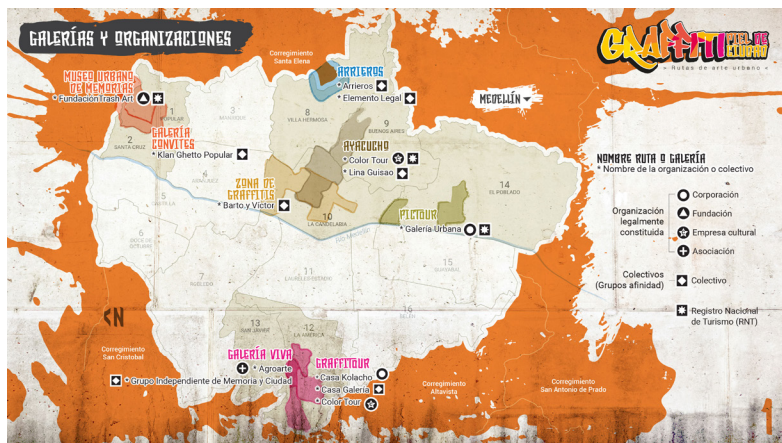 GALERÍAS Y ORGANIZACIONES
GRAFFITI PIEL DE CIUDAD
- Rutas de arte urbano -
Corregimiento
Santa Elena
MEDELLÍN
MUSEO URBANO
DE MEMORIAS
* Fundación Trash Art
1
POPULAR
2
SANTA CRUZ
3
MANRIQUE
GALERÍA
CONVITES
* Klan Ghetto Popular
4
ARANJUEZ
5
CASTILLA
6
DOCE DE
OCTUBRE
7
ROBLEDO
ARRIEROS
* Arrieros
* Elemento Legal
8
VILLA HERMOSA
9
BUENOS AIRES
AYACUCHO
* Color Tour
* Lina Guisao
ZONA DE
GRAFFITIS
* Barto y Víctor
10
LA CANDELARIA
Río Medellín
PICTOUR
* Galería Urbana
14
EL POBLADO
11
LAURELES ESTADIO
15
GUAYABAL
16
BELÉN
13
SAN JAVIER
12
LA AMÉRICA
GALERÍA VIVA
* Agroarte
* Grupo Independiente de Memoria y Ciudad
GRAFFITOUR
* Casa Kolacho
* Casa Galería
* Color Tour
N
Corregimiento
San Cristobal
Corregimiento
Altavista
Corregimiento
San Antonio de Prado
NOMBRE RUTA O GALERÍA
* Nombre de la organización o colectivo
Organización
legalmente
constituida
Corporación
Fundación
Empresa cultural
Asociación
Colectivos
(Grupos afinidad)
Colectivo
Registro Nacional
de Turismo (RNT)
1